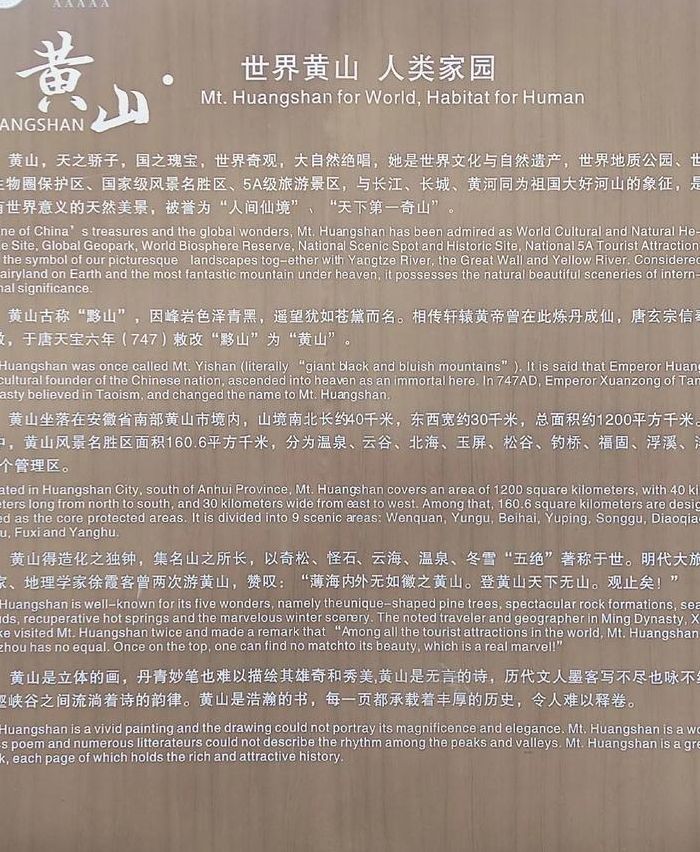 AAAAA
黄山
ANGSHAN
世界黄山 人类家园
Mt. Huangshan for World, Habitat for Human
黄山，天之骄子，国之瑰宝，世界奇观，大自然绝唱，她是世界文化与自然遗产，世界地质公园、世
生物圈保护区、国家级风景名胜区、5A级旅游景区，与长江、长城、黄河同为祖国大好河山的象征，是
有世界意义的天然美景，被誉为“人间仙境”、“天下第一奇山”。
ne of China's treasures and the global wonders, Mt. Huangshan has been admired as World Cultural and Natural He-
e Site, Global Geopark, World Biosphere Reserve, National Scenic Spot and Historic Site, National 5A Tourist Attraction
the symbol of our picturesque landscapes tog-ether with Yangtze River, the Great Wall and Yellow River. Considered
airyland on Earth and the most fantastic mountain under heaven, it possesses the natural beautiful sceneries of intern-
nal significance.
黄山古称“黟山”，因峰岩色泽青黑，遥望犹如苍黛而名。相传轩辕黄帝曾在此炼丹成仙，唐玄宗信奉
教，于唐天宝六年（747）敕改“黟山”为“黄山”。
Huangshan was once called Mt. Yishan (literally “giant black and bluish mountains”). It is said that Emperor Huang
cultural founder of the Chinese nation, ascended into heaven as an immortal here. In 747AD, Emperor Xuanzong of Tan
asty believed in Taoism, and changed the name to Mt. Huangshan.
黄山坐落在安徽省南部黄山市境内，山境南北长约40千米，东西宽约30千米，总面积约1200平方千米。
中，黄山风景名胜区面积160.6平方千米，分为温泉、云谷、北海、玉屏、松谷、钓桥、福固、浮溪、洋
个管理区。
ated in Huangshan City, south of Anhui Province, Mt. Huangshan covers an area of 1200 square kilometers, with 40 kil
eters long from north to south, and 30 kilometers wide from east to west. Among that, 160.6 square kilometers are desig
ed as the core protected areas. It is divided into 9 scenic areas: Wenquan, Yungu, Beihai, Yuping, Songgu, Diaoqia
u, Fuxi and Yanghu.
黄山得造化之独钟，集名山之所长，以奇松、怪石、云海、温泉、冬雪“五绝”著称于世。明代大旅
家、地理学家徐霞客曾两次游黄山，赞叹：“薄海内外无如徽之黄山。登黄山天下无山。观止矣！”
Huangshan is well-known for its five wonders, namely theunique-shaped pine trees, spectacular rock formations, sea
uds, recuperative hot springs and the marvelous winter scenery. The noted traveler and geographer in Ming Dynasty, X
ke visited Mt. Huangshan twice and made a remark that “Among all the tourist attractions in the world, Mt. Huangshan
zhou has no equal. Once on the top, one can find no matchto its beauty, which is a real marvel!”
黄山是立体的画，丹青妙笔也难以描绘其雄奇和秀美,黄山是无言的诗，历代文人墨客写不尽也咏不
壑峡谷之间流淌着诗的韵律。黄山是浩瀚的书，每一页都承载着丰厚的历史，令人难以释卷。
Huangshan is a vivid painting and the drawing could not portray its magnificence and elegance. Mt. Huangshan is a wo
ss poem and numerous litterateurs could not describe the rhythm among the peaks and valleys. Mt. Huangshan is a gre
k, each page of which holds the rich and attractive history.